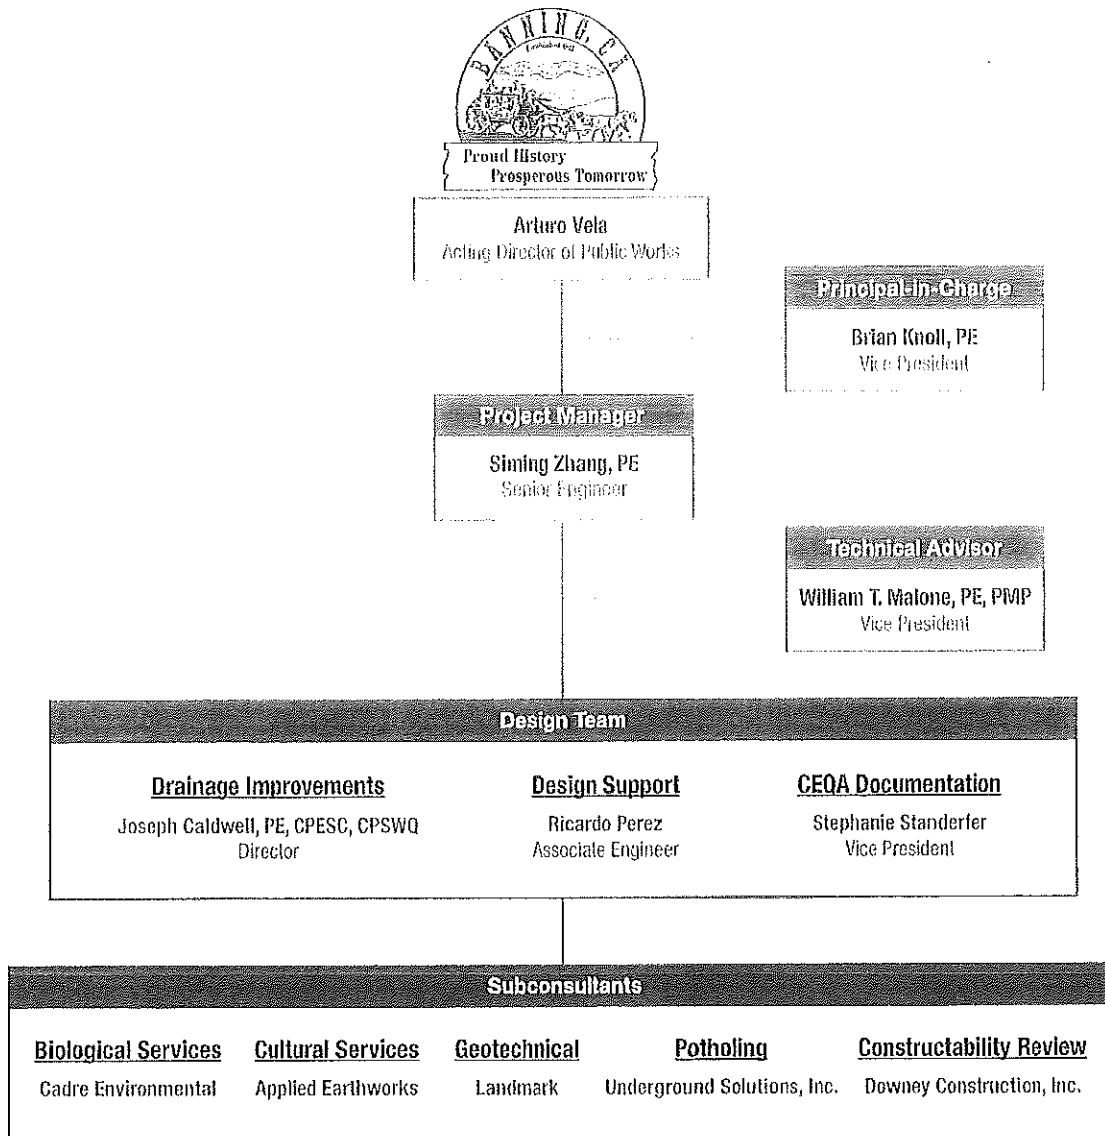 BANNING, CA
Established 1913
Proud History
Prosperous Tomorrow
Arturo Vela
Acting Director of Public Works
Principal-in-Charge
Brian Knoll, PE
Vice President
Project Manager
Siming Zhang, PE
Senior Engineer
Technical Advisor
William T. Malone, PE, PMP
Vice President
Design Team
Drainage Improvements
Joseph Caldwell, PE, CPESC, CPSWQ
Director
Design Support
Ricardo Perez
Associate Engineer
CEQA Documentation
Stephanie Standerfer
Vice President
Subconsultants
Biological Services
Cadre Environmental
Cultural Services
Applied Earthworks
Geotechnical
Landmark
Potholing
Underground Solutions, Inc.
Constructability Review
Downey Construction, Inc.